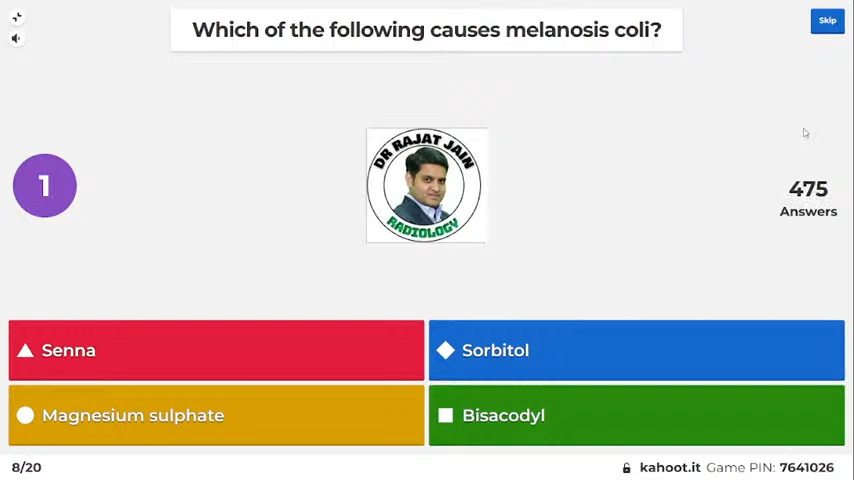 Which of the following causes melanosis coli?
Skip
1
DR RAJAT JAIN
RADIOLOGY
475
Answers
Senna
Sorbitol
Magnesium sulphate
Bisacodyl
8/20
kahoot.it Game PIN: 7641026